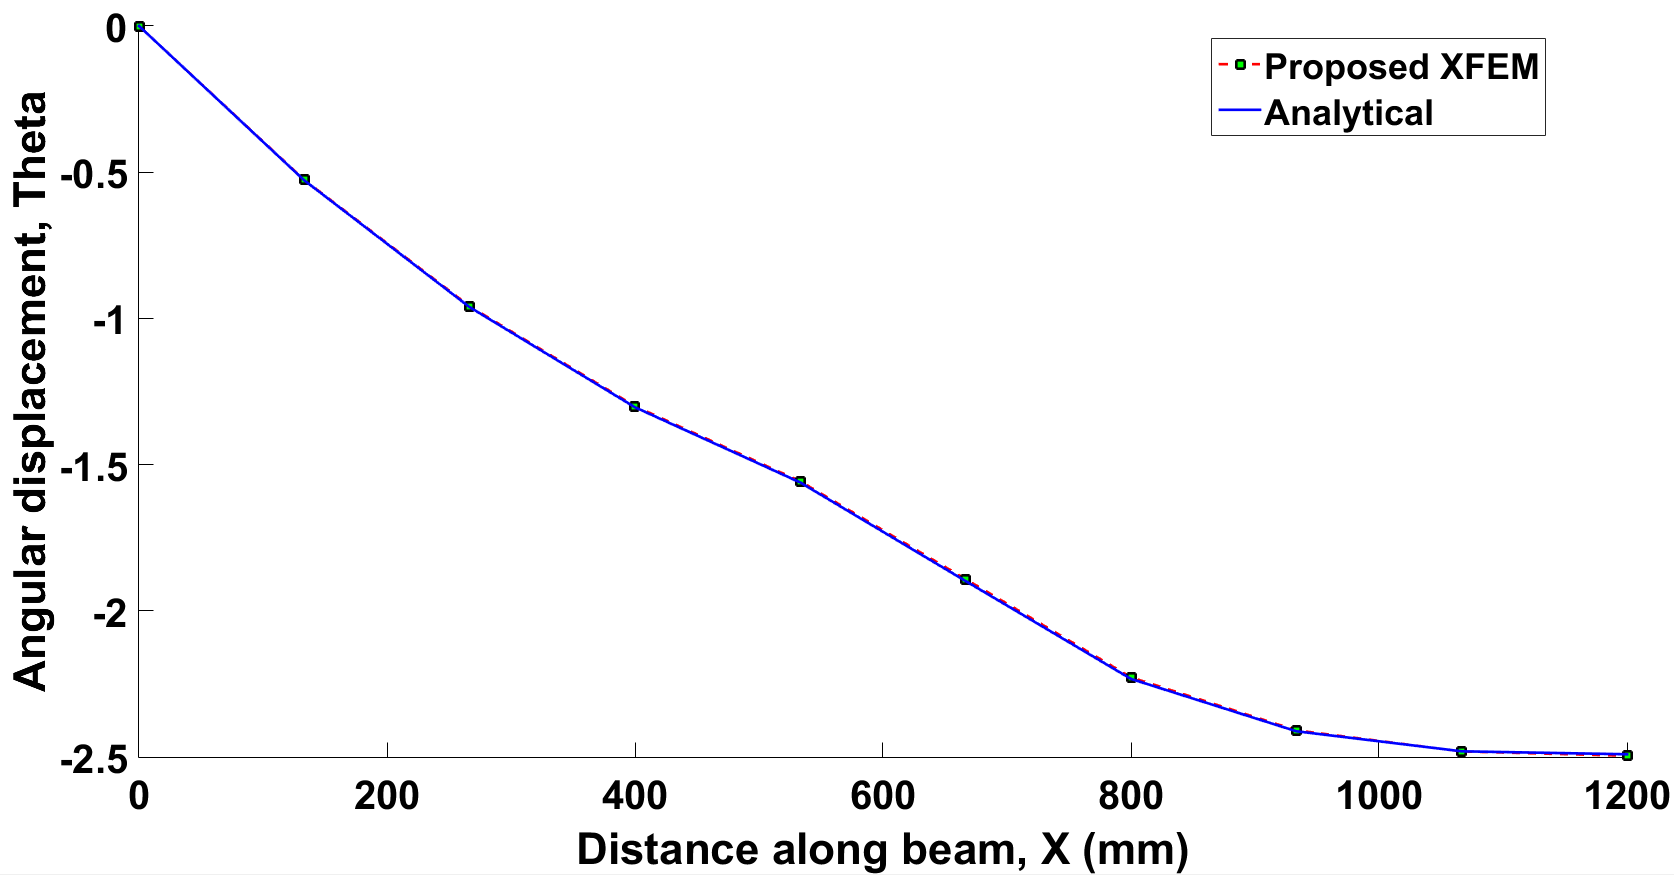 Angular displacement, Theta
0
-0.5
-1
-1.5
-2
-2.5
Proposed XFEM
Analytical
0 200 400 600 800 1000 1200
Distance along beam, X (mm)